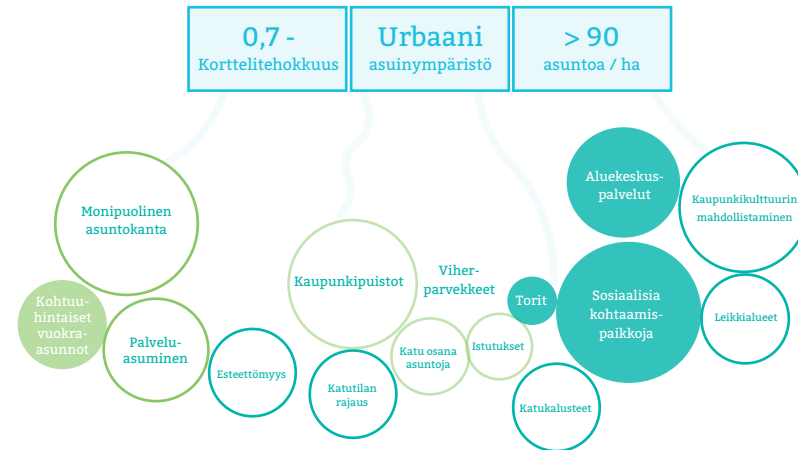 0,7 -
Korttelitehokkuus
Urbaani
asuinympäristö
> 90
asuntoa / ha
Monipuolinen
asuntokanta
Kohtuu-
hintaiset
vuokra-
asunnot
Palvelu-
asuminen
Esteettömyys
Kaupunkipuistot
Katutilan
rajaus
Viher-
parvekkeet
Katu osana
asuntoja
Istutukset
Torit
Katukalusteet
Aluekeskus-
palvelut
Sosiaalisia
kohtaamis-
paikkoja
Kaupunkikulttuurin
mahdollistaminen
Leikkialueet